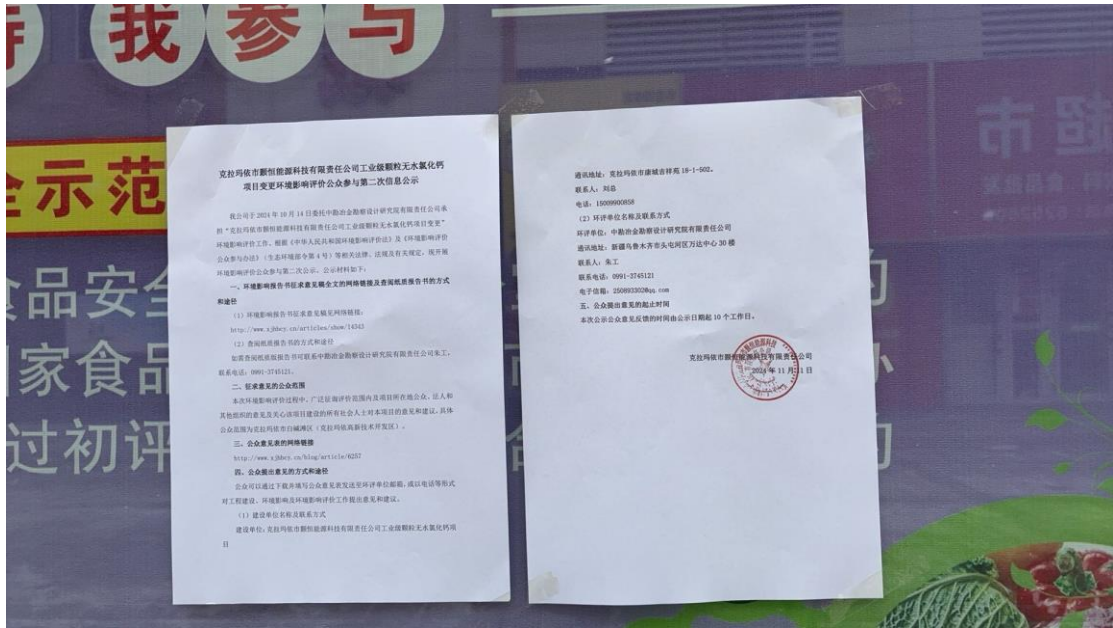 我参与
超市
全示范
食品安全
国家食品
过初评
克拉玛依市颗恒能源科技有限责任公司工业级颗粒无水氯化钙
项目变更环境影响评价公众参与第二次信息公示
我公司于2024年10月14日委托中勘冶金勘察设计研究院有限责任公司承
担“克拉玛依市颗恒能源科技有限责任公司工业级颗粒无水氯化钙项目变更”
环境影响评价工作。根据《中华人民共和国环境影响评价法》及《环境影响评价
公众参与办法》（生态环境部令第4号）等相关法律、法规及有关规定，现开展
环境影响评价公众参与第二次公示。公示材料如下：
一、环境影响报告书征求意见稿全文的网络链接及查阅纸质报告书的方式
和途径
（1）环境影响报告书征求意见稿见网络链接：
http://www.xjhbcy.cn/articles/show/14343
（2）查阅纸质报告书的方式和途径
如需查阅纸质版报告书可联系中勘冶金勘察设计研究院有限责任公司朱工，
联系电话：0991-3745121。
二、征求意见的公众范围
本次环境影响评价过程中，广泛征询评价范围内及项目所在地公众、法人和
其他组织的意见及关心该项目建设的所有社会人士对本项目的意见和建议。具体
公众范围为克拉玛依市白碱滩区（克拉玛依高新技术开发区）。
三、公众意见表的网络链接
http://www.xjhbcy.cn/blog/article/6257
四、公众提出意见的方式和途径
公众可以通过下载并填写公众意见表发送至环评单位邮箱，或以电话等形式
对工程建设、环境影响及环境影响评价工作提出意见和建议。
（1）建设单位名称及联系方式
建设单位：克拉玛依市颗恒能源科技有限责任公司工业级颗粒无水氯化钙项
目
通讯地址：克拉玛依市康城吉祥苑18-1-502。
联系人：刘总
电话：15009900858
（2）环评单位名称及联系方式
环评单位：中勘冶金勘察设计研究院有限责任公司
通讯地址：新疆乌鲁木齐市头屯河区万达中心30楼
联系人：朱工
联系电话：0991-3745121
电子信箱：250893302@qq.com
五、公众提出意见的起止时间
本次公示公众意见反馈的时间由公示日期起10个工作日。
克拉玛依市颗恒能源科技有限责任公司
2024年11月11日